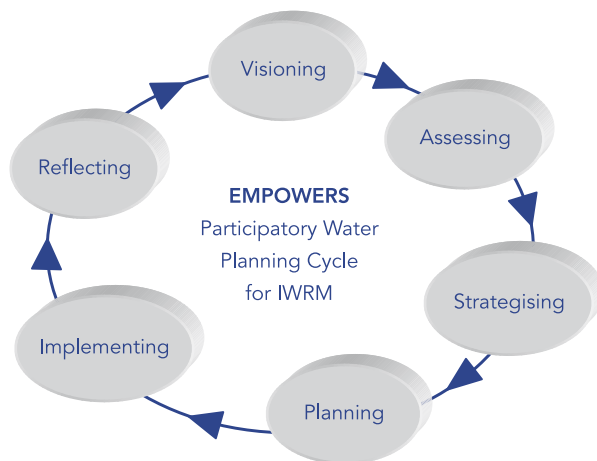 Visioning
Assessing
Reflecting
EMPOWERS
Participatory Water
Planning Cycle
for IWRM
Strategising
Implementing
Planning